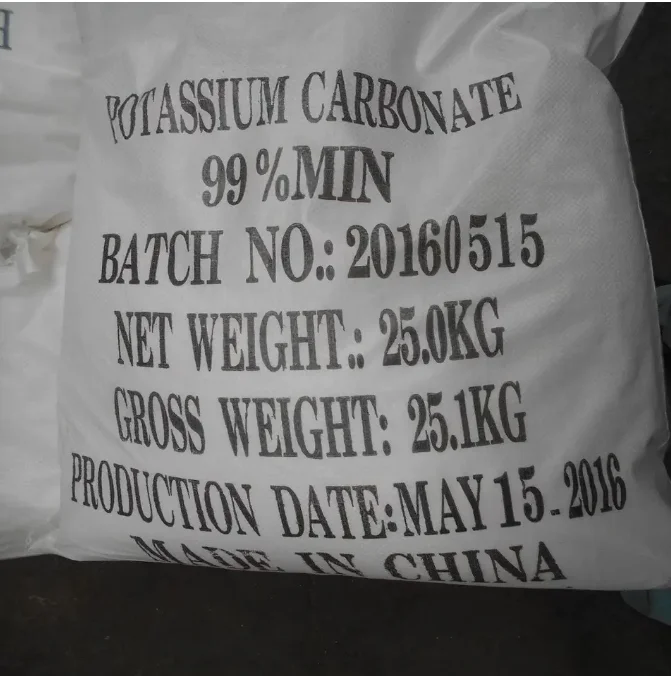 H
POTASSIUM CARBONATE
99%MIN
BATCH NO.: 20160515
NET WEIGHT.: 25.0KG
GROSS WEIGHT: 25.1KG
PRODUCTION DATE:MAY 15.2016
MADE IN CHINA